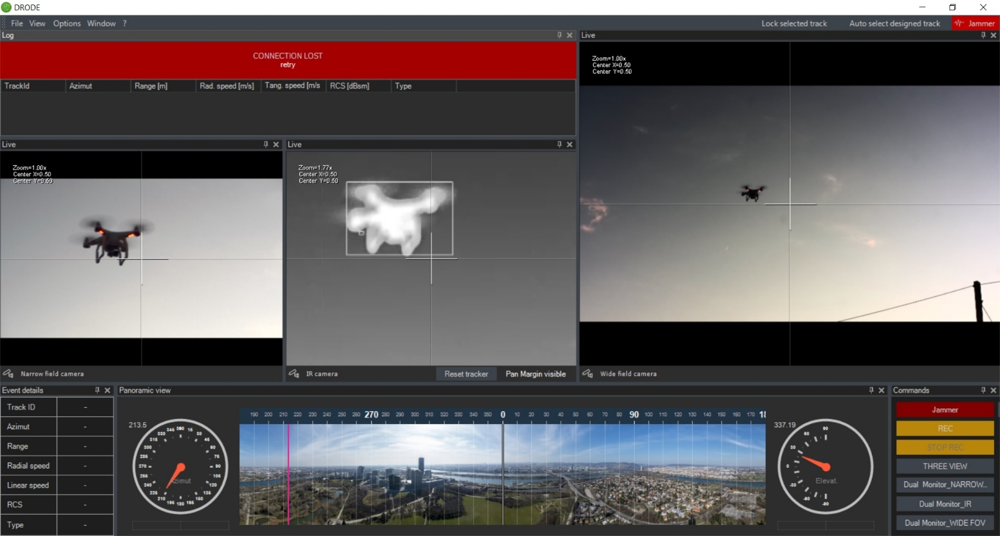 DRODE
File View Options Window ?
Lock selected track Auto select designed track Jammer
Log
CONNECTION LOST
retry
TrackId Azimut Range [m] Rad. speed [m/s] Tang. speed [m/s RCS [dBsm] Type
Live
Zoom=1.00x
Center X=0.50
Center Y=0.50
Narrow field camera
Live
Zoom=1.77x
Center X=0.50
Center Y=0.50
IR camera Reset tracker Pan Margin visible
Live
Zoom=1.00x
Center X=0.50
Center Y=0.50
Wide field camera
Event details
Track ID -
Azimut -
Range -
Radial speed -
Linear speed -
RCS -
Type -
Panoramic view
213.5
345 360 15
330 30
315 45
300 60
285 75
270 90
255 105
240 120
225 135
210 150
195 180 165
Azimut
190 200 210 220 230 240 250 260 270 280 290 300 310 320 330 340 350 0 10 20 30 40 50 60 70 80 90 100 110 120 130 140 150 160 170 18
337.19
90
60
30
0
-30
-60
-90
Elevat.
Commands
Jammer
REC
STOP REC
THREE VIEW
Dual Monitor_NARROW...
Dual Monitor_IR
Dual Monitor_WIDE FOV